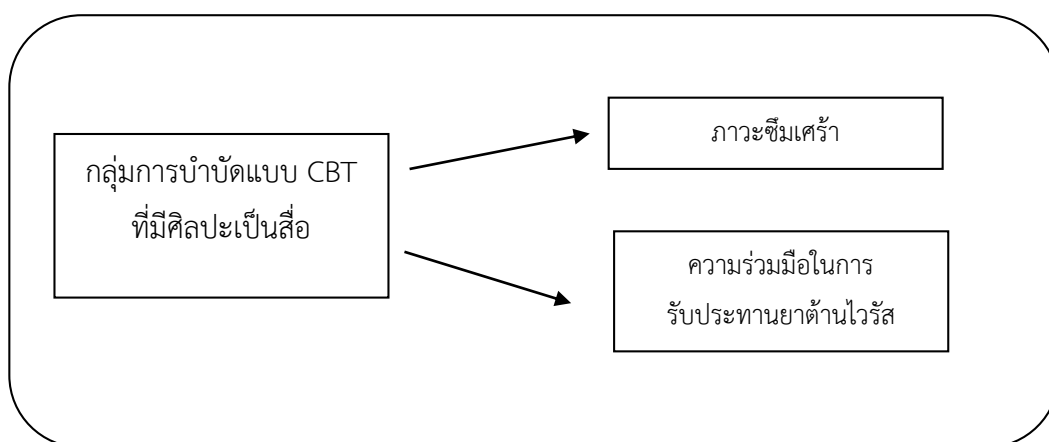 กลุ่มการบำบัดแบบ CBT
ที่มีศิลปะเป็นสื่อ
ภาวะซึมเศร้า
ความร่วมมือในการ
รับประทานยาต้านไวรัส